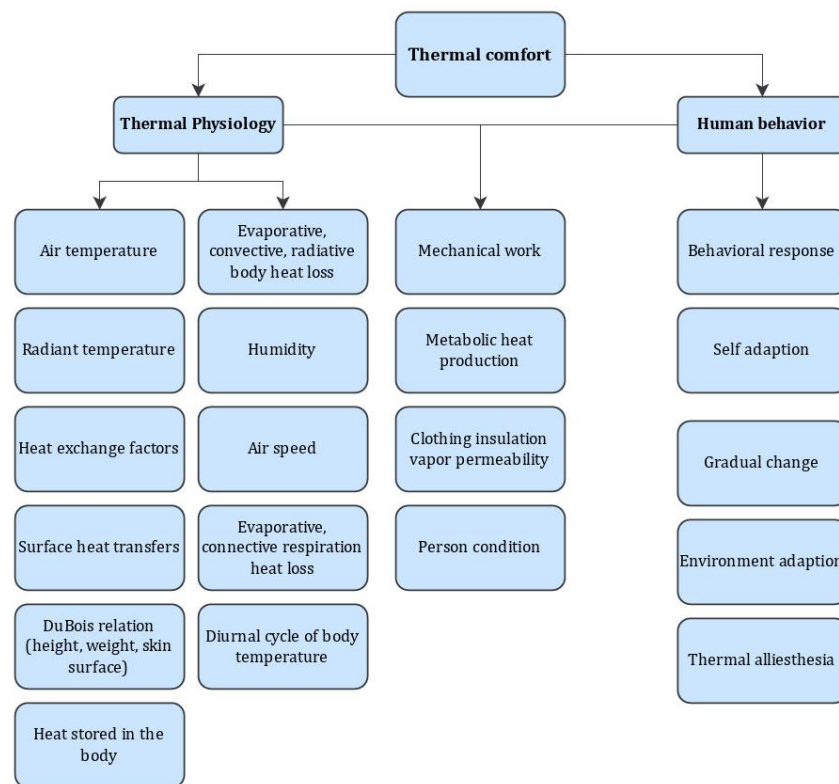 Thermal comfort
Thermal Physiology
Human behavior
Air temperature
Radiant temperature
Heat exchange factors
Surface heat transfers
DuBois relation
(height, weight, skin
surface)
Heat stored in the
body
Evaporative,
convective, radiative
body heat loss
Humidity
Air speed
Evaporative,
connective respiration
heat loss
Diurnal cycle of body
temperature
Mechanical work
Metabolic heat
production
Clothing insulation
vapor permeability
Person condition
Behavioral response
Self adaption
Gradual change
Environment adaption
Thermal alliesthesia